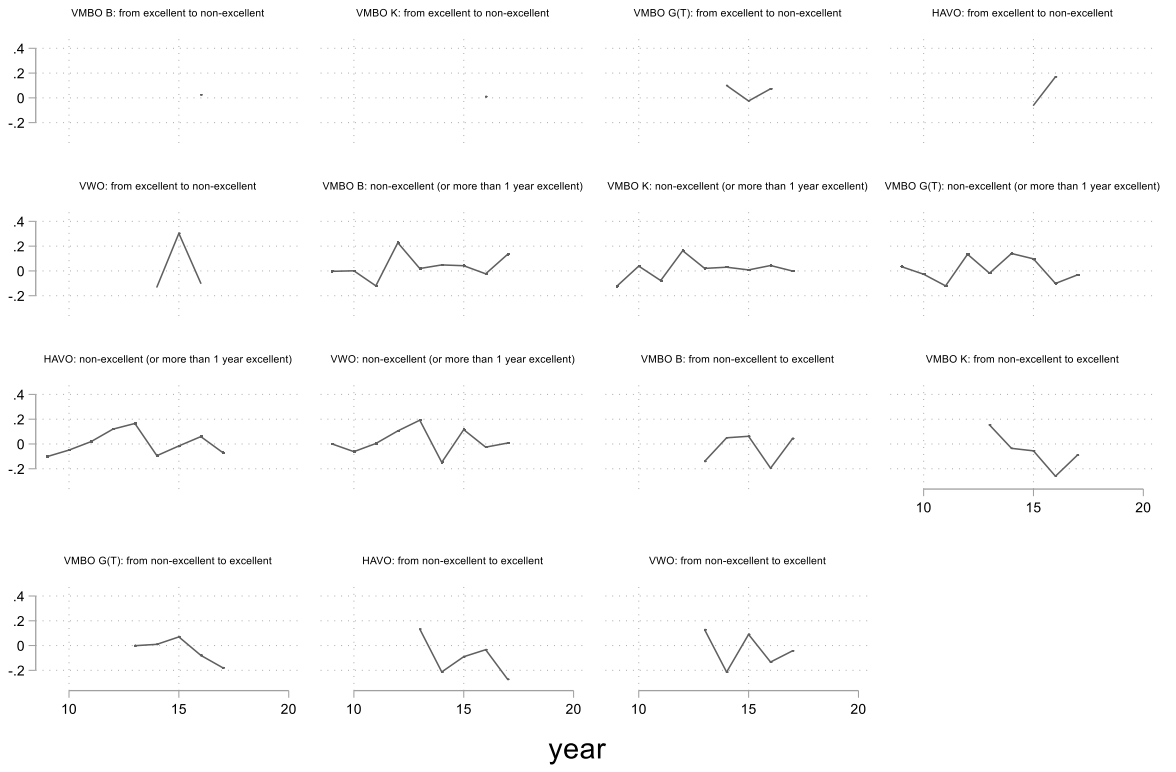 VMBO B: from excellent to non-excellent
VMBO K: from excellent to non-excellent
VMBO G(T): from excellent to non-excellent
HAVO: from excellent to non-excellent
.4
.2
0
-.2
VWO: from excellent to non-excellent
VMBO B: non-excellent (or more than 1 year excellent)
VMBO K: non-excellent (or more than 1 year excellent)
VMBO G(T): non-excellent (or more than 1 year excellent)
.4
.2
0
-.2
HAVO: non-excellent (or more than 1 year excellent)
VWO: non-excellent (or more than 1 year excellent)
VMBO B: from non-excellent to excellent
VMBO K: from non-excellent to excellent
.4
.2
0
-.2
10 15 20
VMBO G(T): from non-excellent to excellent
HAVO: from non-excellent to excellent
VWO: from non-excellent to excellent
.4
.2
0
-.2
10 15 20
10 15 20
10 15 20
year